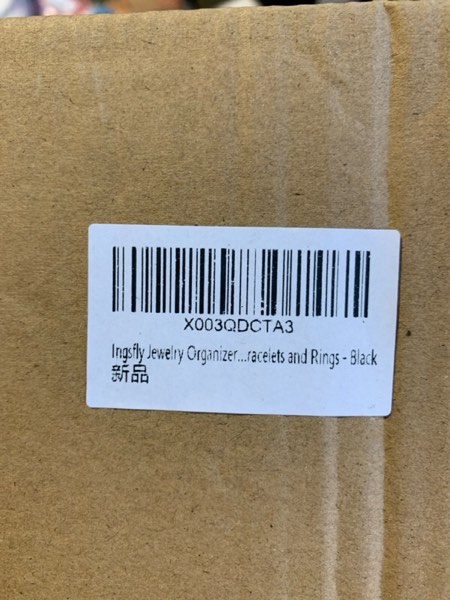 X003QDCTA3
Ingsfly Jewelry Organizer...racelets and Rings - Black
新品